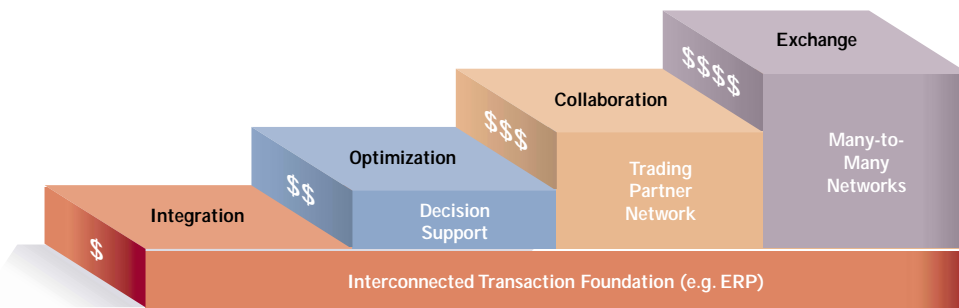 Exchange
$$$$
Collaboration
$$$
Many-to-
Many
Networks
Optimization
$$
Trading
Partner
Network
Integration
$
Decision
Support
Interconnected Transaction Foundation (e.g. ERP)